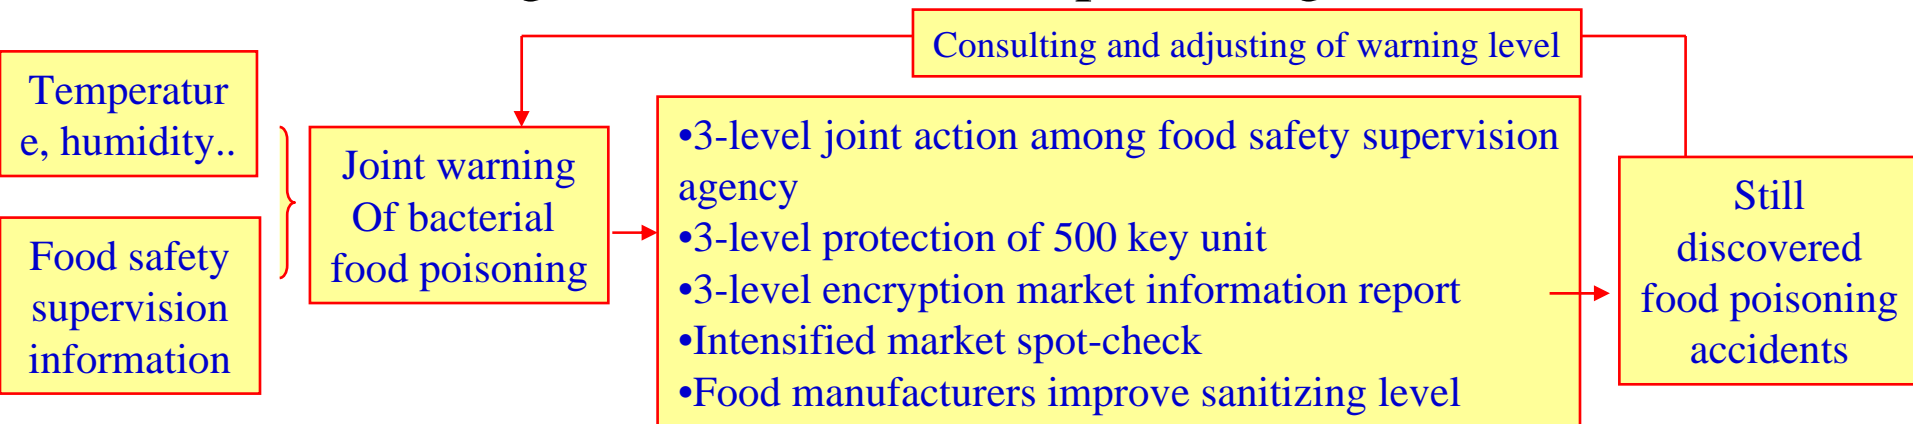 Consulting and adjusting of warning level
Temperatur
e, humidity..
Food safety
supervision
information
Joint warning
Of bacterial
food poisoning
•3-level joint action among food safety supervision
agency
•3-level protection of 500 key unit
•3-level encryption market information report
•Intensified market spot-check
•Food manufacturers improve sanitizing level
Still
discovered
food poisoning
accidents